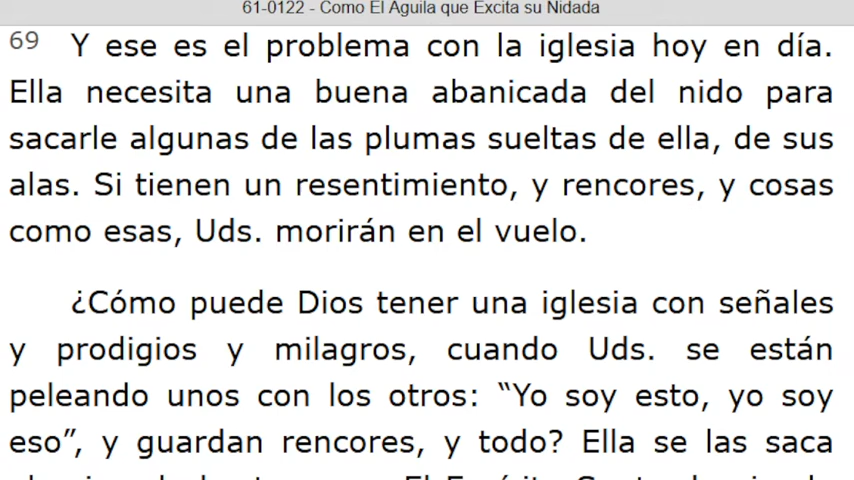 61-0122 - Como El Aguila que Excita su Nidada
69 Y ese es el problema con la iglesia hoy en día.
Ella necesita una buena abanicada del nido para
sacarle algunas de las plumas sueltas de ella, de sus
alas. Si tienen un resentimiento, y rencores, y cosas
como esas, Uds. morirán en el vuelo.
¿Cómo puede Dios tener una iglesia con señales
y prodigios y milagros, cuando Uds. se están
peleando unos con los otros: “Yo soy esto, yo soy
eso”, y guardan rencores, y todo? Ella se las saca
El Espíritu Santo